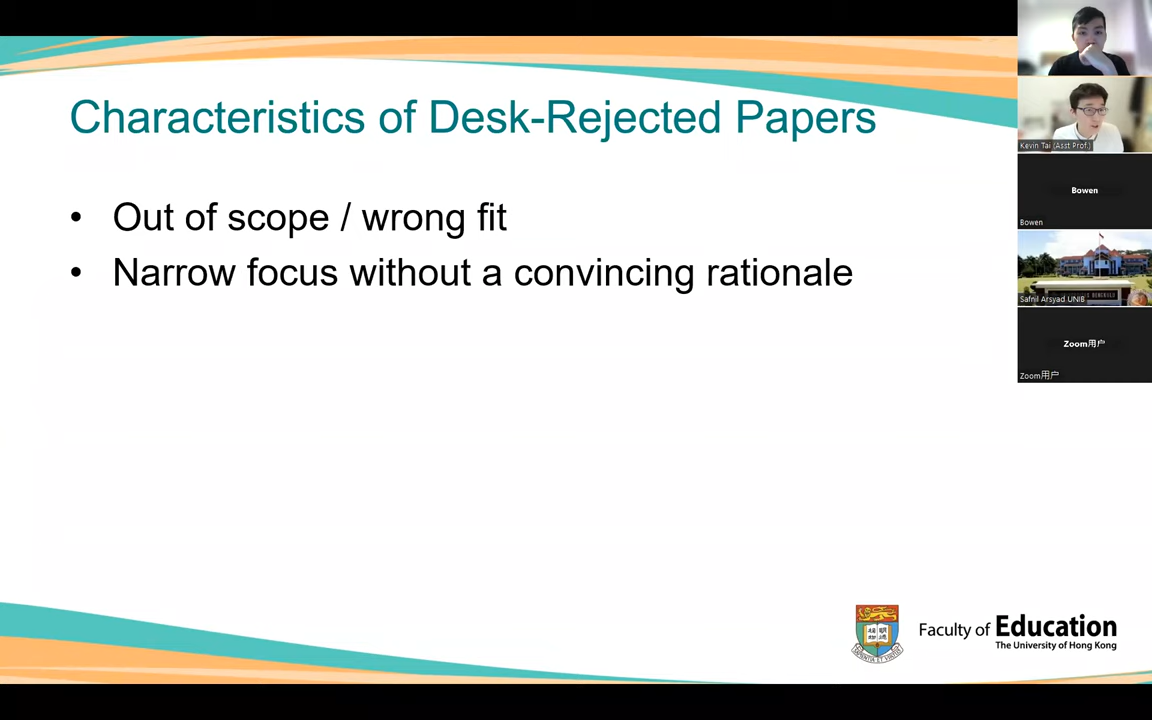 Characteristics of Desk-Rejected Papers
• Out of scope / wrong fit
• Narrow focus without a convincing rationale
Kevin Tai (Asst Prof.)
Bowen
Bowen
Safnil Arsyad UNIB
Zoom用户
Zoom用户
Faculty of Education
The University of Hong Kong